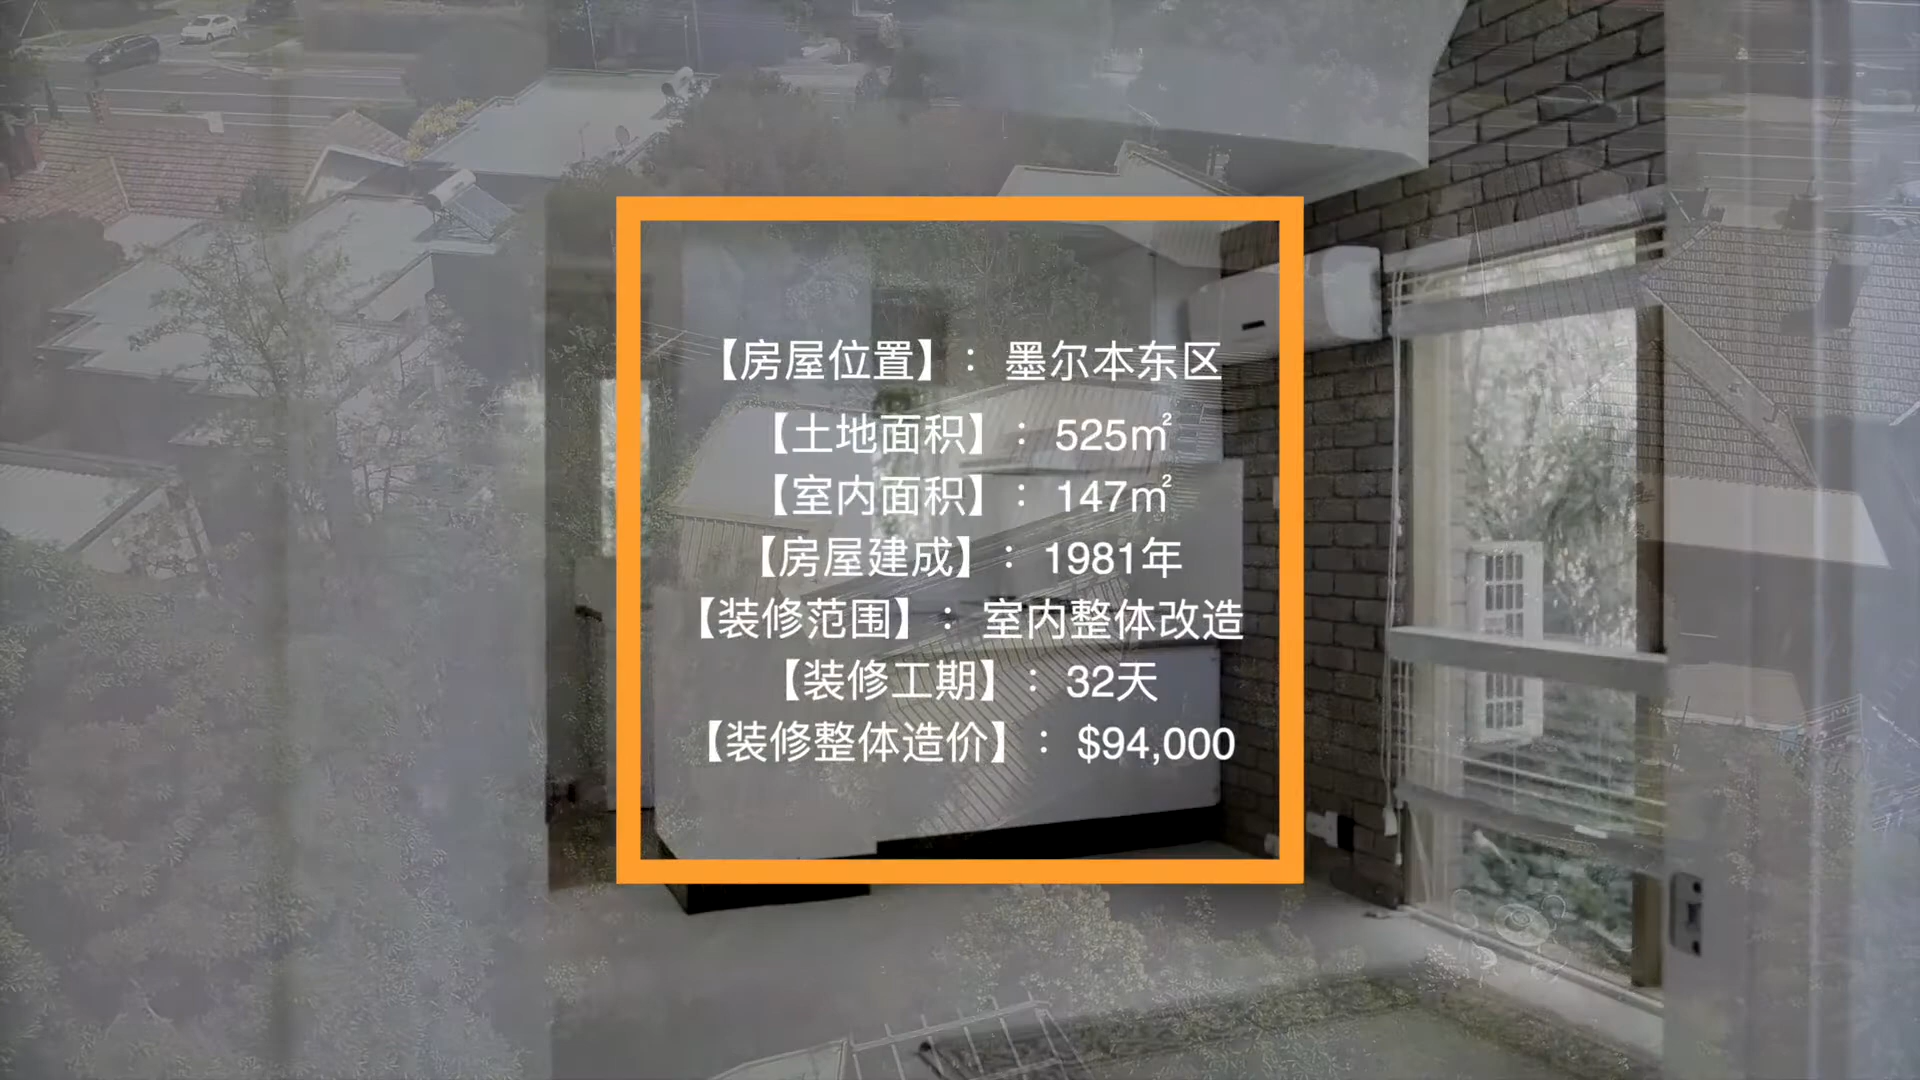 【房屋位置】：墨尔本东区
【土地面积】：525㎡
【室内面积】：147㎡
【房屋建成】：1981年
【装修范围】：室内整体改造
【装修工期】：32天
【装修整体造价】：$94,000